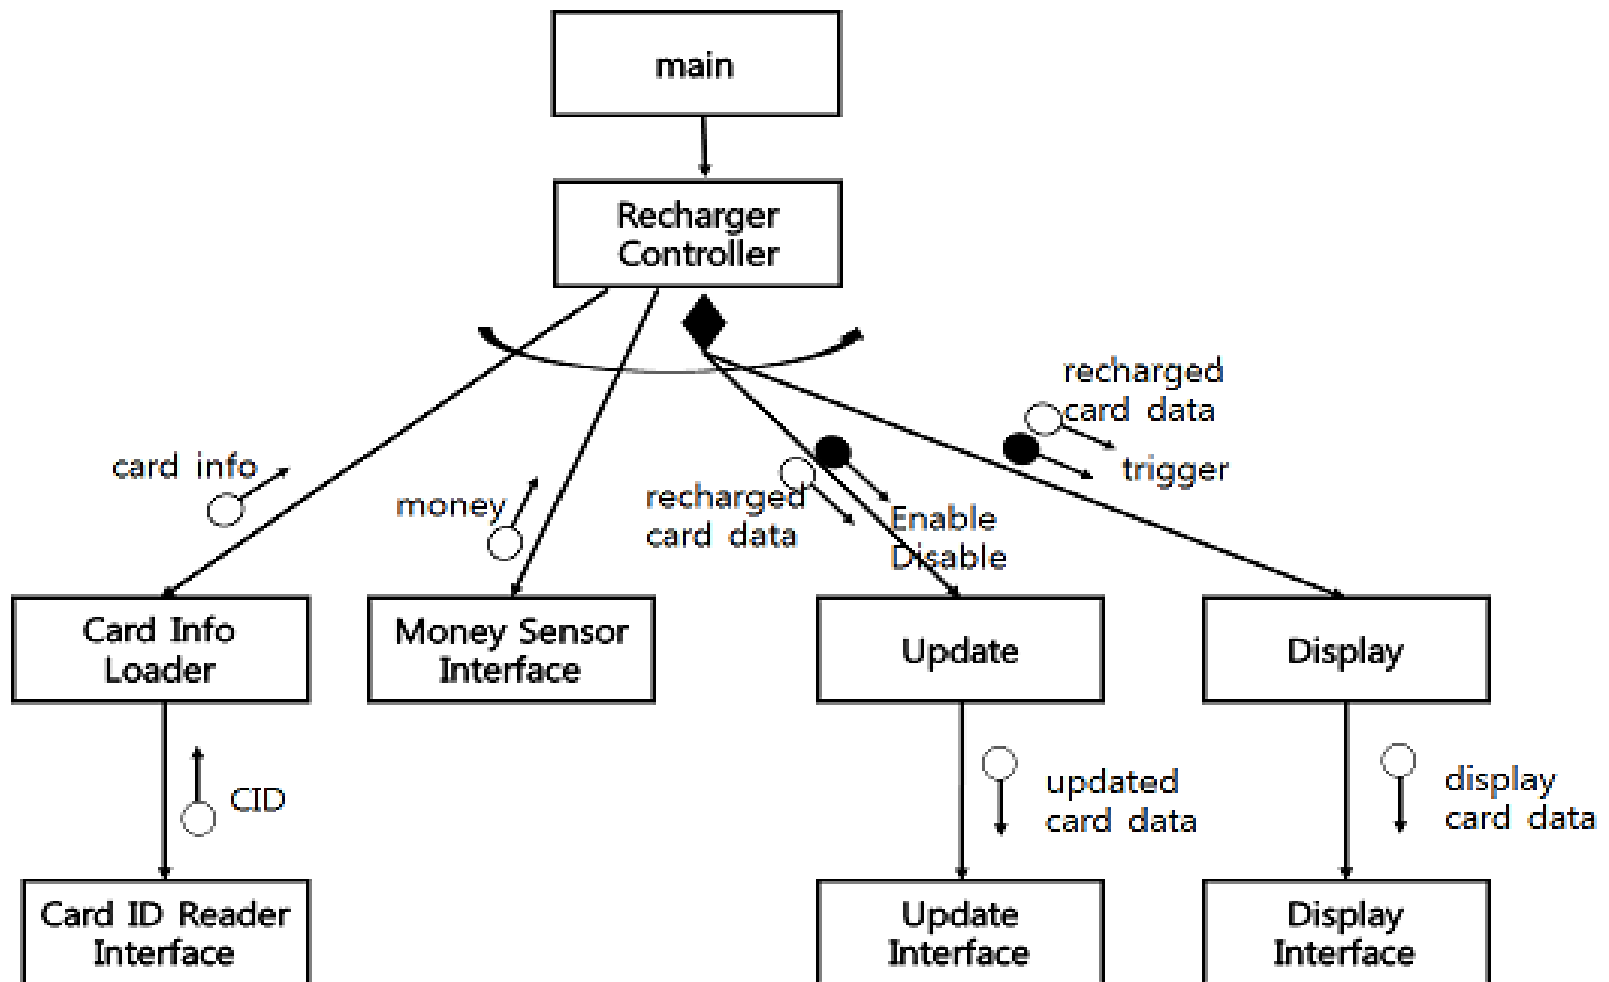 main
Recharger
Controller
recharged
card data
trigger
card info
money
recharged
card data
Enable
Disable
Card Info
Loader
Money Sensor
Interface
Update
Display
CID
updated
card data
display
card data
Card ID Reader
Interface
Update
Interface
Display
Interface